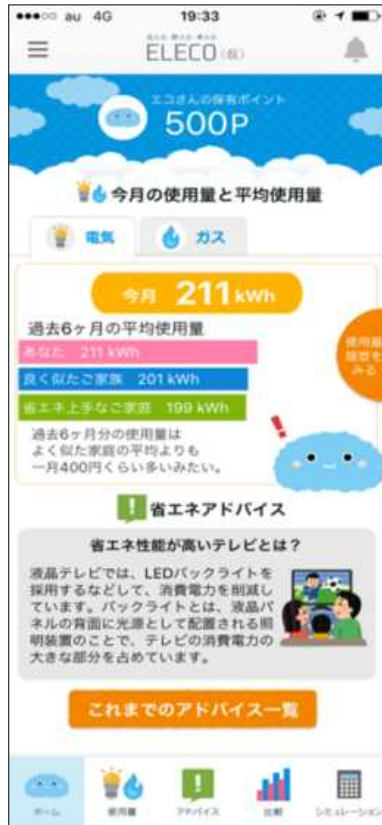 au 4G 19:33
ELECO (仮)
エコさんの保有ポイント
500P
今月の使用量と平均使用量
電気 ガス
今月 211 kWh
過去6ヶ月の平均使用量
あなた 211 kWh
良く似たご家族 201 kWh
省エネ上手なご家庭 199 kWh
使用量
履歴を
みる
過去6ヶ月分の使用量は
よく似た家庭の平均よりも
一月400円くらい多いみたい。
省エネアドバイス
省エネ性能が高いテレビとは?
液晶テレビでは、LEDバックライトを
採用するなどして、消費電力を削減し
ています。バックライトとは、液晶パ
ネルの背面に光源として配置される照
明装置のことで、テレビの消費電力の
大きな部分を占めています。
これまでのアドバイス一覧
ホーム 使用量 アドバイス 比較 シミュレーション